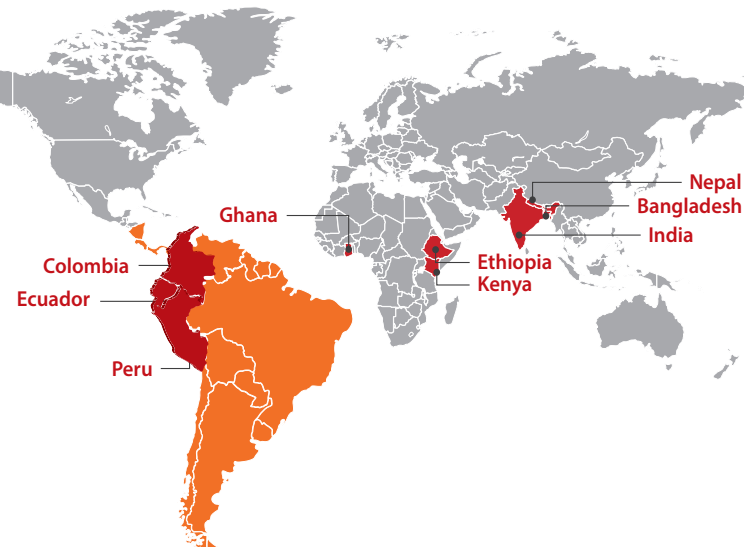 Nepal
Bangladesh
Ghana
India
Colombia
Ethiopia
Kenya
Ecuador
Peru